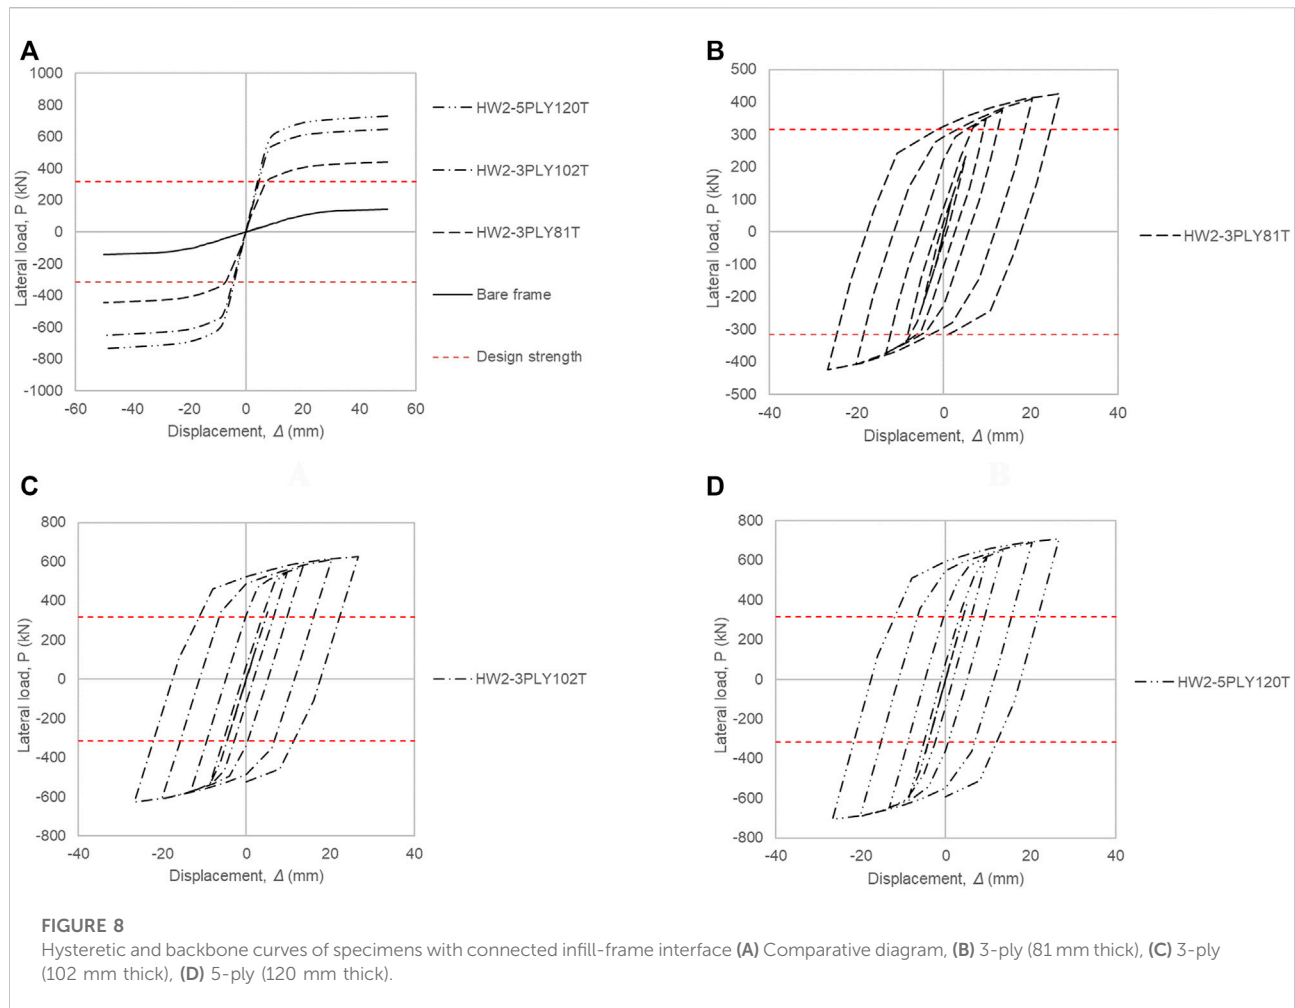 A
1000
800
600
400
200
0
-200
-400
-600
-800
-1000
-60 -40 -20 0 20 40 60
Lateral load, P (kN)
Displacement, Δ (mm)
HW2-5PLY120T
HW2-3PLY102T
HW2-3PLY81T
Bare frame
Design strength
A
B
500
400
300
200
100
0
-100
-200
-300
-400
-500
-40 -20 0 20 40
Lateral load, P (kN)
Displacement, Δ (mm)
HW2-3PLY81T
B
C
800
600
400
200
0
-200
-400
-600
-800
-40 -20 0 20 40
Lateral load, P (kN)
Displacement, Δ (mm)
HW2-3PLY102T
D
800
600
400
200
0
-200
-400
-600
-800
-40 -20 0 20 40
Lateral load, P (kN)
Displacement, Δ (mm)
HW2-5PLY120T
FIGURE 8
Hysteretic and backbone curves of specimens with connected infill-frame interface (A) Comparative diagram, (B) 3-ply (81 mm thick), (C) 3-ply
(102 mm thick), (D) 5-ply (120 mm thick).